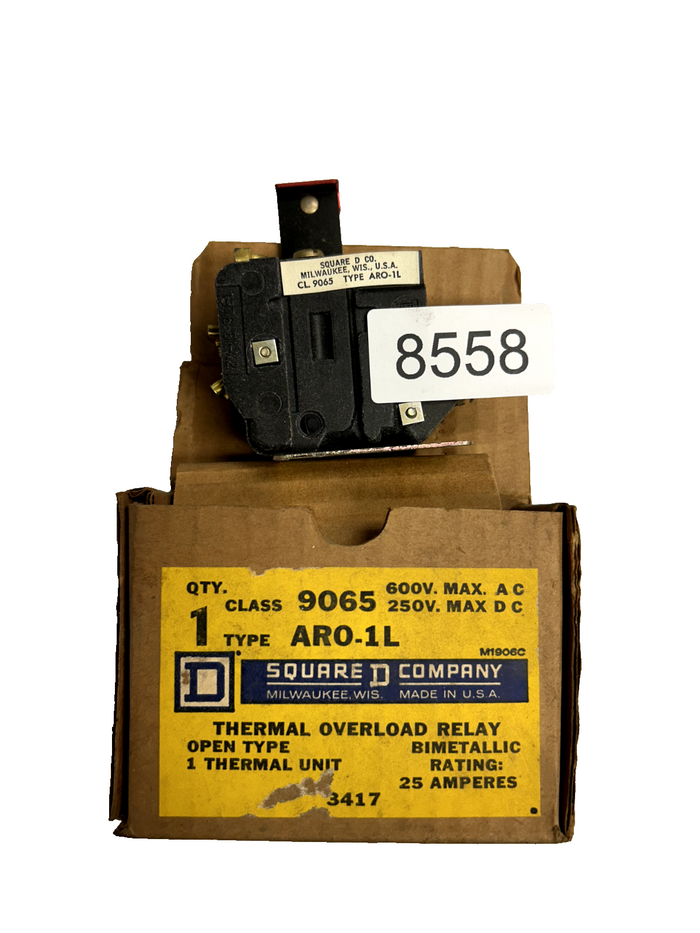 SQUARE D CO.
MILWAUKEE, WIS., U.S.A.
CL. 9065 TYPE ARO-1L
8558
QTY. 1
CLASS 9065
TYPE ARO-1L
600V. MAX. A C
250V. MAX D C
M1906C
D
SQUARE D COMPANY
MILWAUKEE, WIS. MADE IN U.S.A.
THERMAL OVERLOAD RELAY
OPEN TYPE
1 THERMAL UNIT
BIMETALLIC
RATING:
25 AMPERES
3417